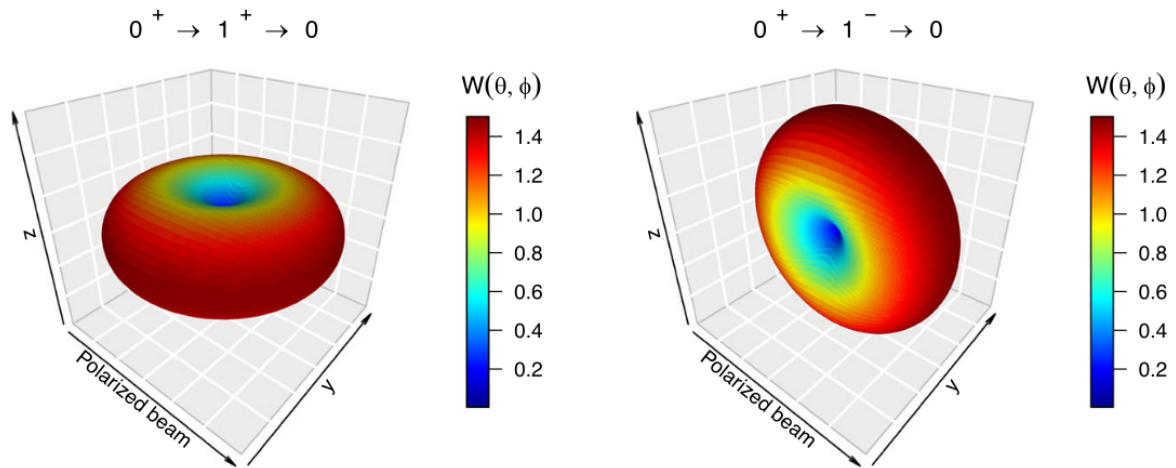 0 + → 1 + → 0
W(θ, ϕ)
1.4
1.2
1.0
0.8
0.6
0.4
0.2
z
Polarized beam
y
0 + → 1 − → 0
W(θ, ϕ)
1.4
1.2
1.0
0.8
0.6
0.4
0.2
z
Polarized beam
y